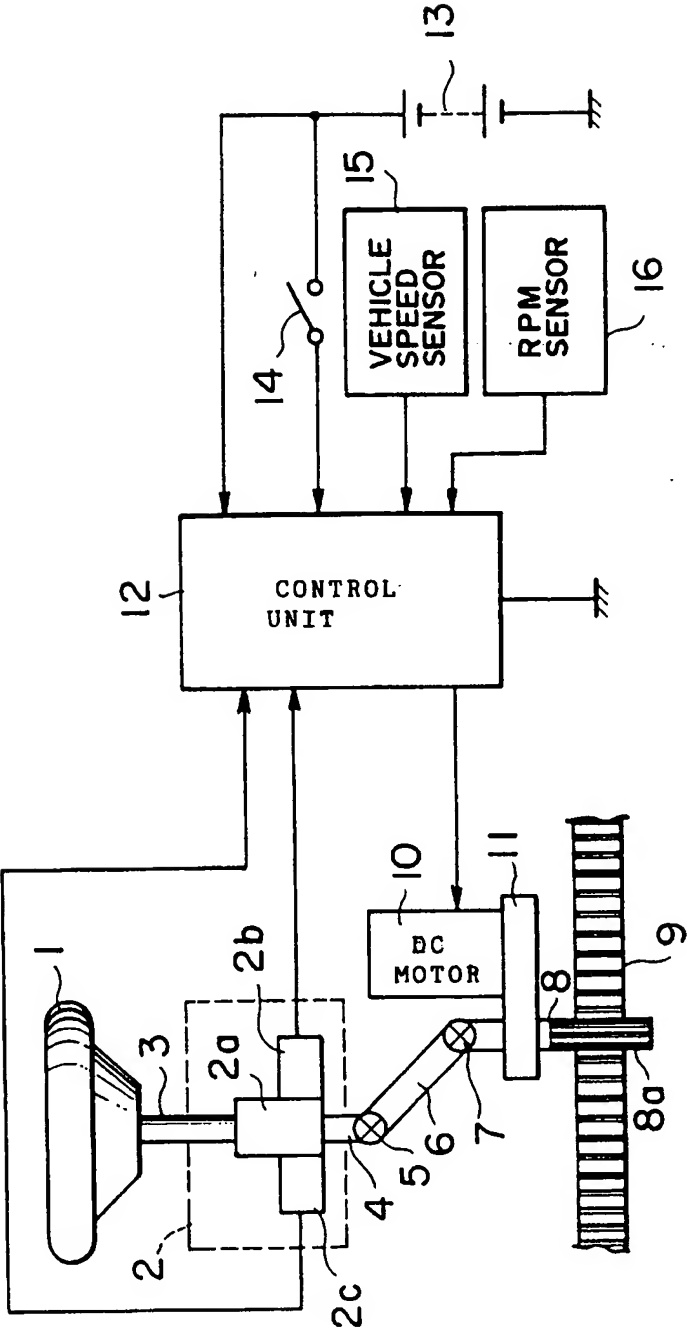 13
15
VEHICLE
SPEED
SENSOR
RPM
SENSOR
16
14
12
CONTROL
UNIT
10
DC
MOTOR
11
1
3
2
2a
2b
2c
4
5
6
7
8
8a
9